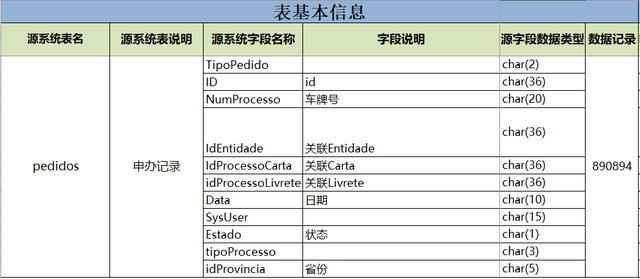 表基本信息
源系统表名 源系统表说明 源系统字段名称 字段说明 源字段数据类型 数据记录
TipoPedido char(2)
ID id char(36)
NumProcesso 车牌号 char(20)
char(36)
IdEntidade 关联Entidade
pedidos 申办记录 IdProcessoCarta 关联Carta char(36) 890894
idProcessoLivrete 关联Livrete char(36)
Data 日期 char(10)
SysUser char(15)
Estado 状态 char(1)
tipoProcesso char(3)
idProvincia 省份 char(5)